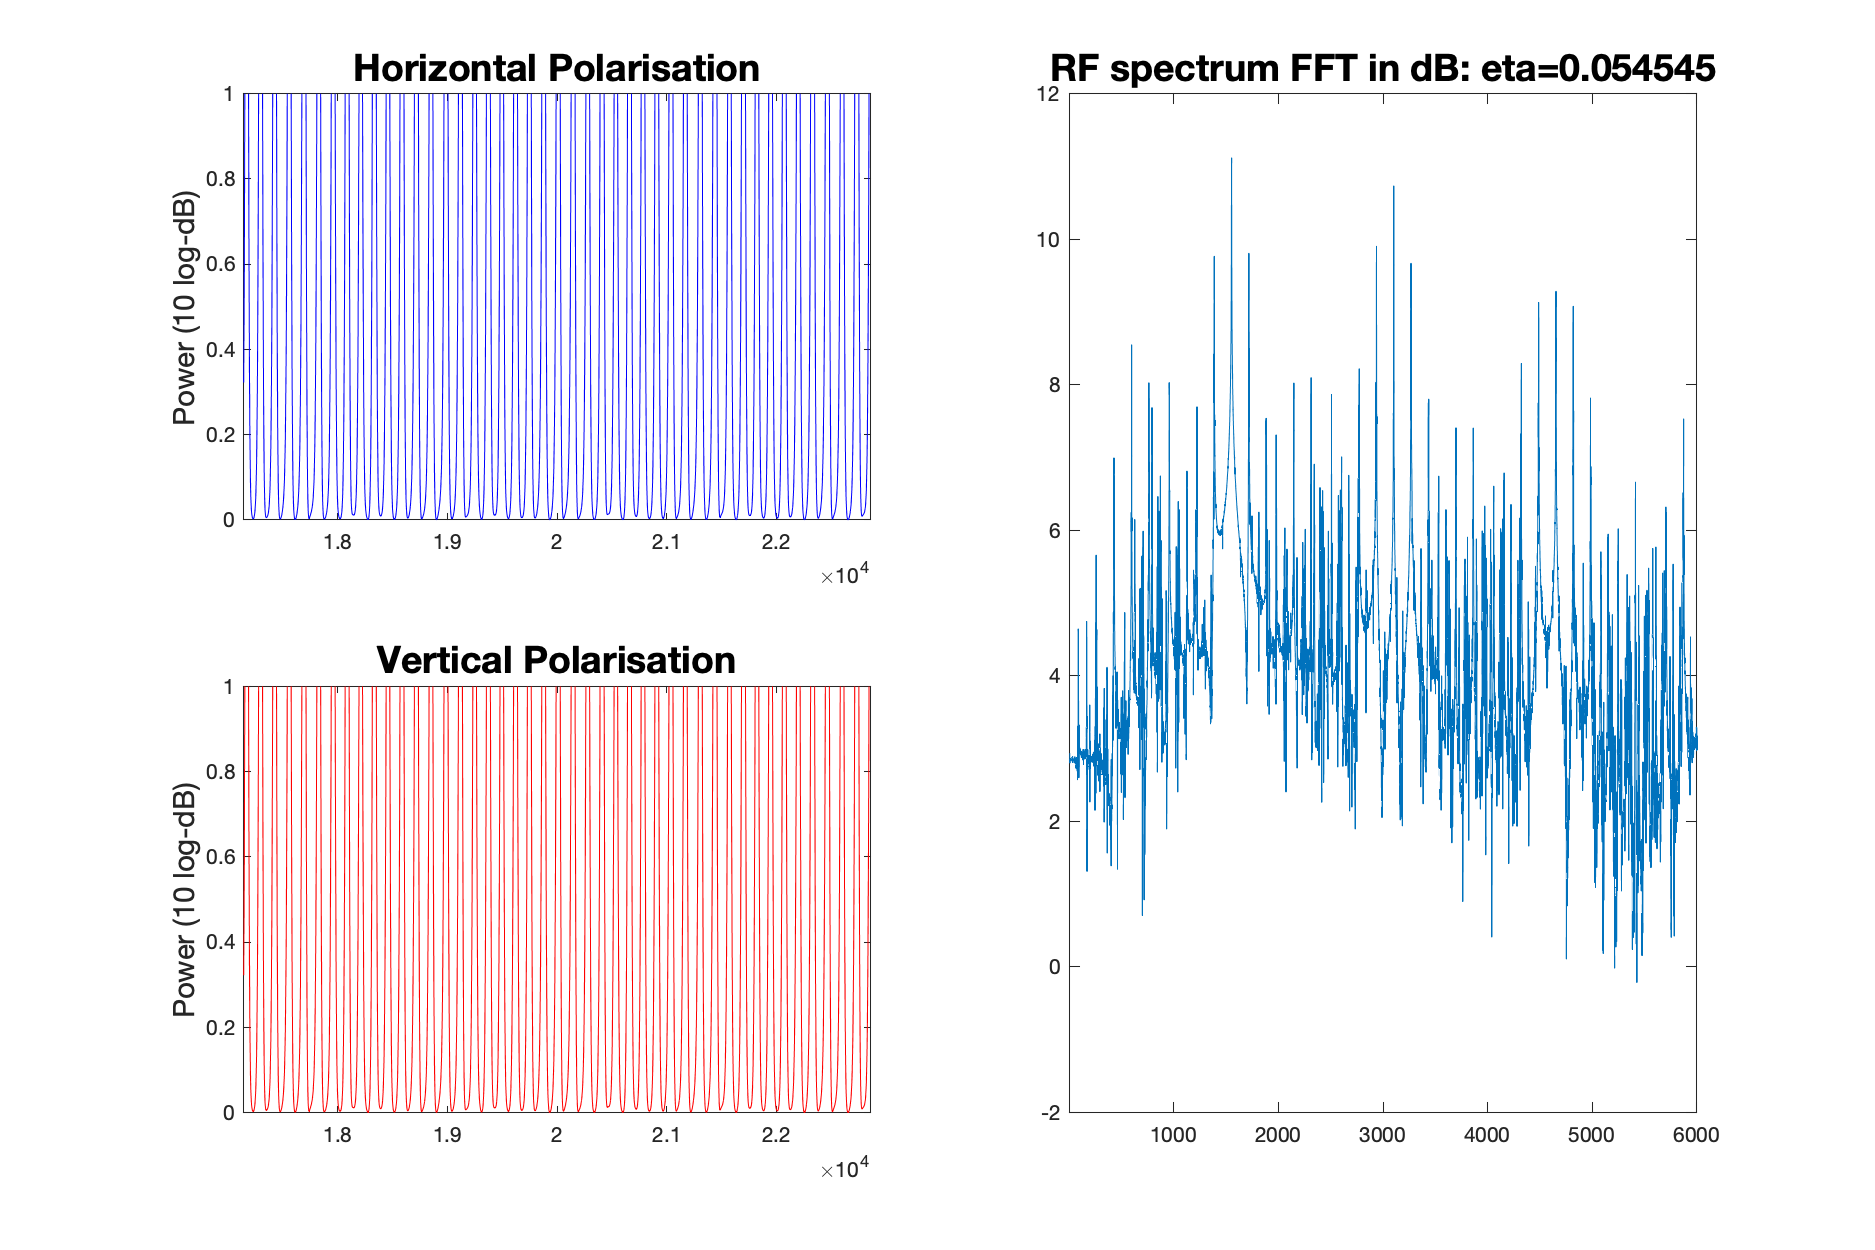 Horizontal Polarisation
Power (10 log-dB)
1
0.8
0.6
0.4
0.2
0
1.8 1.9 2 2.1 2.2
×10^4
Vertical Polarisation
Power (10 log-dB)
1
0.8
0.6
0.4
0.2
0
1.8 1.9 2 2.1 2.2
×10^4
RF spectrum FFT in dB: eta=0.054545
12
10
8
6
4
2
0
-2
1000 2000 3000 4000 5000 6000